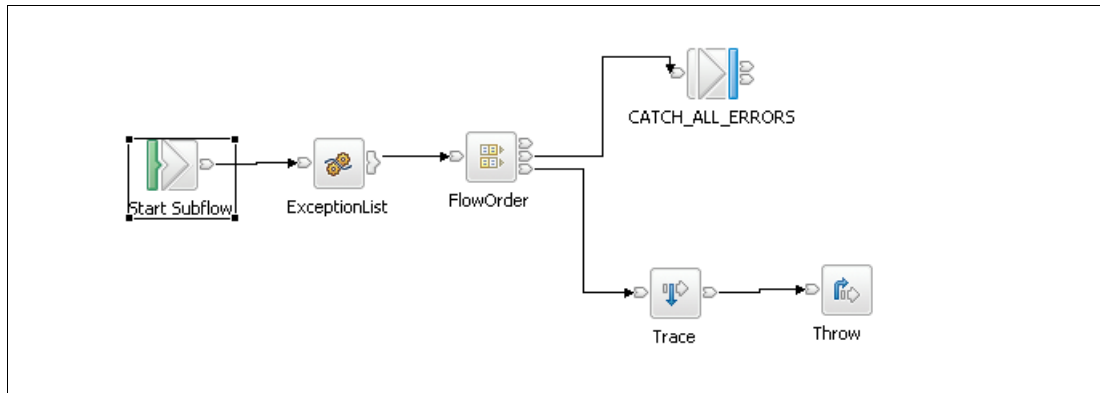 CATCH_ALL_ERRORS
Start Subflow
ExceptionList
FlowOrder
Trace
Throw